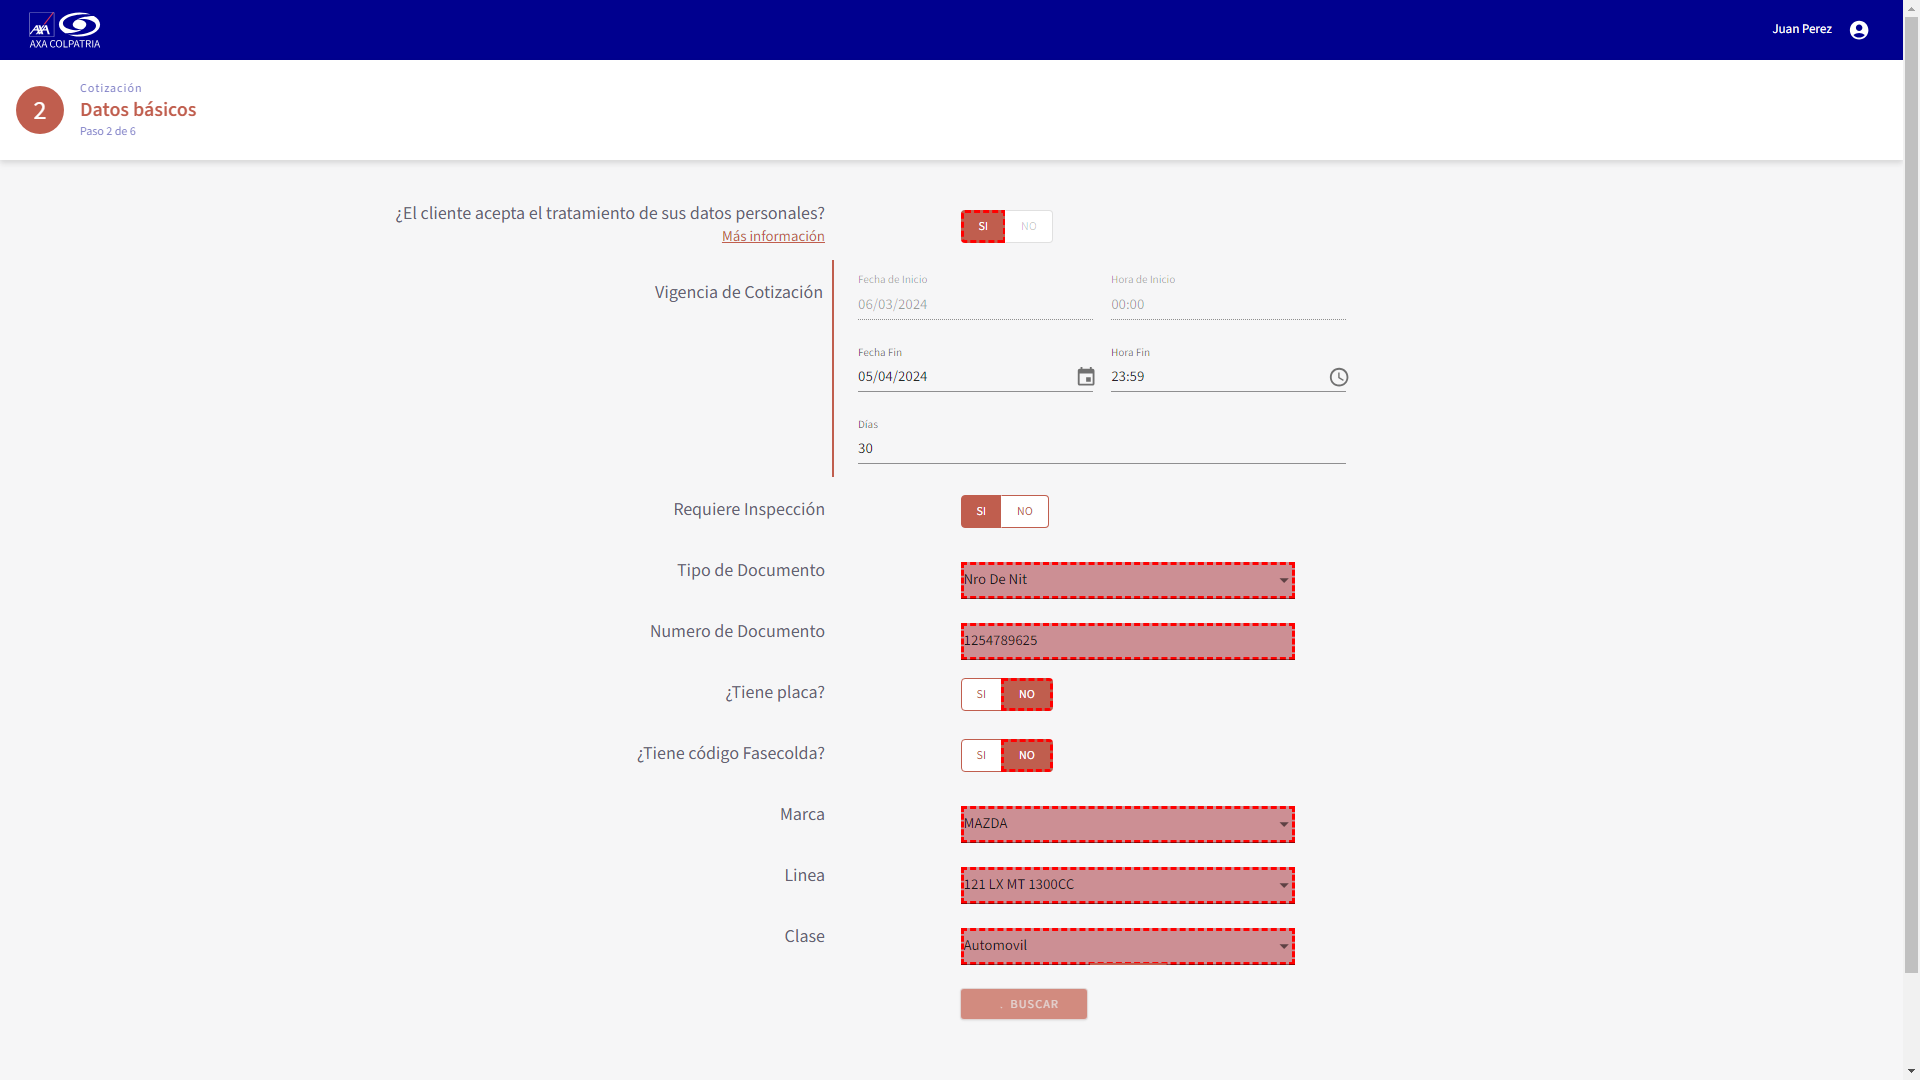 AXA
AXA COLPATRIA
Juan Perez
2
Cotización
Datos básicos
Paso 2 de 6
¿El cliente acepta el tratamiento de sus datos personales?
Más información
SI NO
Vigencia de Cotización
Fecha de Inicio
06/03/2024
Hora de Inicio
00:00
Fecha Fin
05/04/2024
Hora Fin
23:59
Días
30
Requiere Inspección
SI NO
Tipo de Documento
Nro De Nit
Numero de Documento
1254789625
¿Tiene placa?
SI NO
¿Tiene código Fasecolda?
SI NO
Marca
MAZDA
Linea
121 LX MT 1300CC
Clase
Automovil
BUSCAR